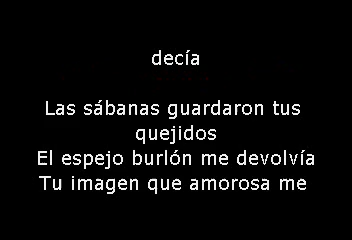 decía
Las sábanas guardaron tus
quejidos
El espejo burlón me devolvía
Tu imagen que amorosa me